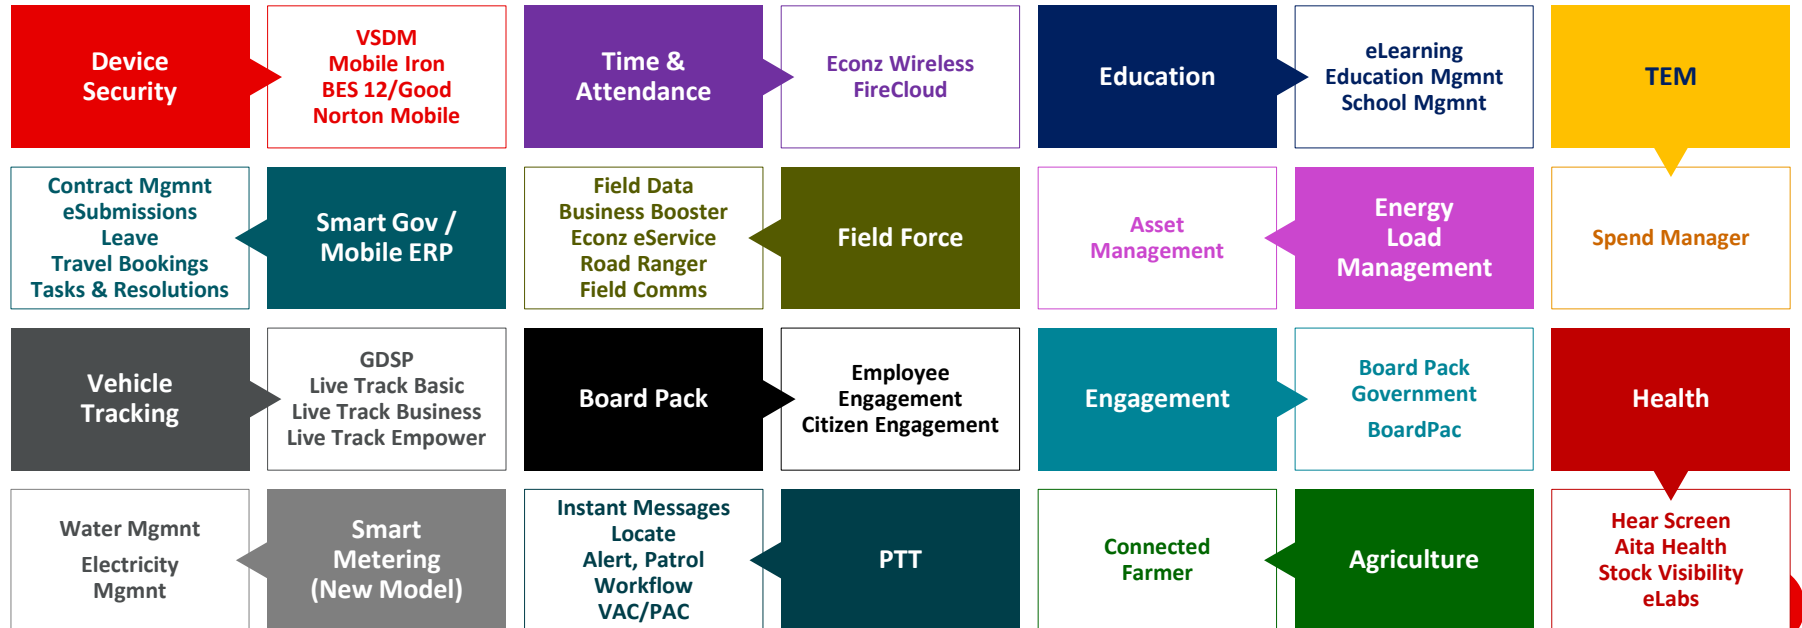 Device
Security
VSDM
Mobile Iron
BES 12/Good
Norton Mobile
Time &
Attendance
Econz Wireless
FireCloud
Education
eLearning
Education Mgmnt
School Mgmnt
TEM
Contract Mgmnt
eSubmissions
Leave
Travel Bookings
Tasks & Resolutions
Smart Gov /
Mobile ERP
Field Data
Business Booster
Econz eService
Road Ranger
Field Comms
Field Force
Asset
Management
Energy
Load
Management
Spend Manager
Vehicle
Tracking
GDSP
Live Track Basic
Live Track Business
Live Track Empower
Board Pack
Employee
Engagement
Citizen Engagement
Engagement
Board Pack
Government
BoardPac
Health
Water Mgmnt
Electricity
Mgmnt
Smart
Metering
(New Model)
Instant Messages
Locate
Alert, Patrol
Workflow
VAC/PAC
PTT
Connected
Farmer
Agriculture
Hear Screen
Aita Health
Stock Visibility
eLabs